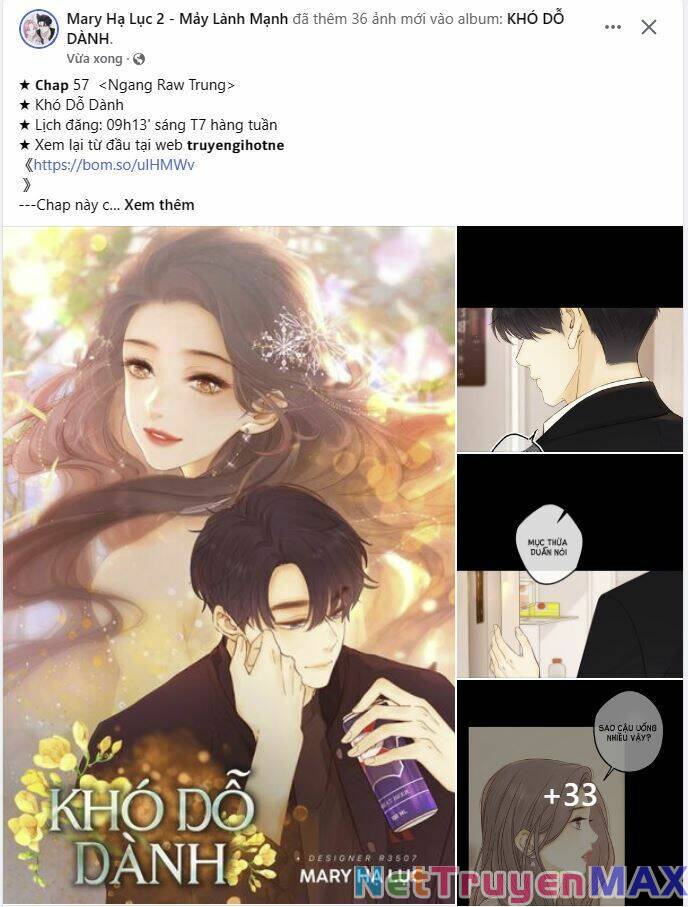 Mary Hạ Lục 2 - Mảy Lành Mạnh đã thêm 36 ảnh mới vào album: KHÓ DỖ
DÀNH.
Vừa xong ·
★ Chap 57 <Ngang Raw Trung>
★ Khó Dỗ Dành
★ Lịch đăng: 09h13' sáng T7 hàng tuần
★ Xem lại từ đầu tại web truyengihotne
《https://bom.so/uIHMWv
》
---Chap này c... Xem thêm
MỤC THỪA
DUẪN NÓI
SAO CẬU UỐNG
NHIỀU VẬY?
+33
KHÓ DỖ
DÀNH
• DESIGNER R3507
MARY HẠ LỤC
NETTRUYENMAX